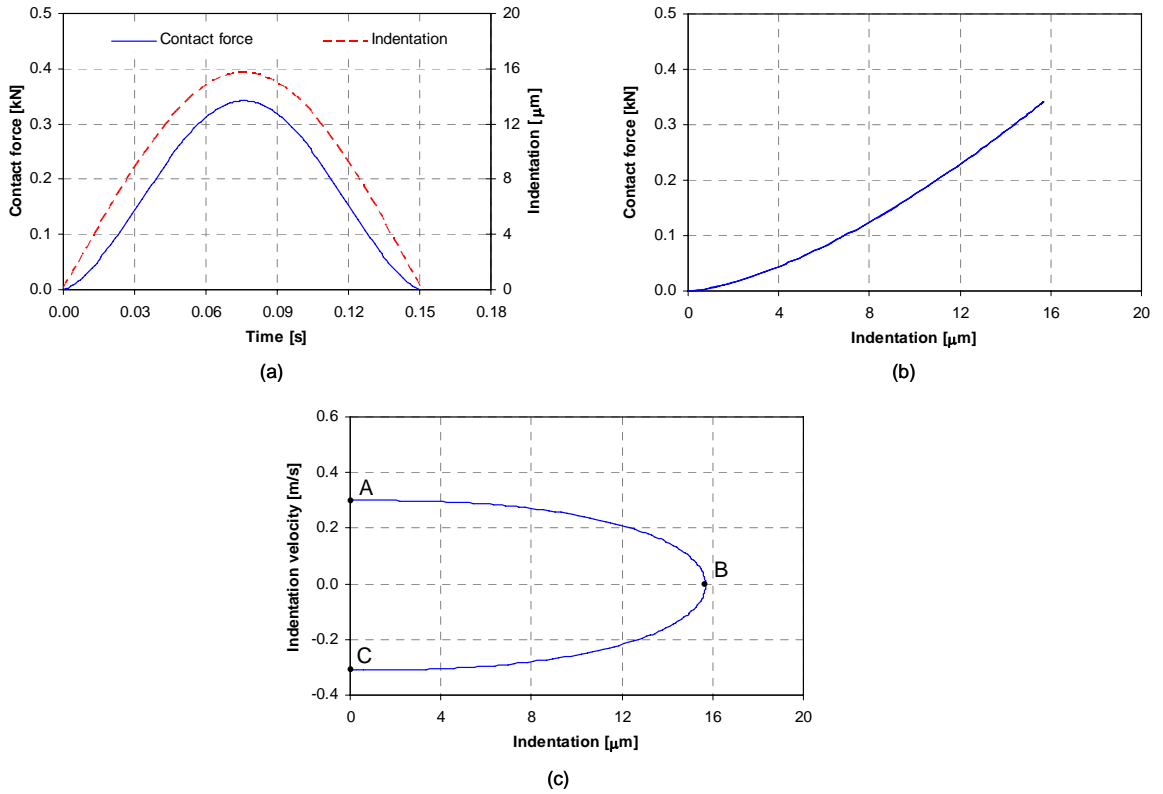 Contact force [kN]
0.5
0.4
0.3
0.2
0.1
0.0
Contact force
Indentation
20
16
12
8
4
0
Indentation [μm]
0.00 0.03 0.06 0.09 0.12 0.15 0.18
Time [s]
(a)
Contact force [kN]
0.5
0.4
0.3
0.2
0.1
0.0
0 4 8 12 16 20
Indentation [μm]
(b)
Indentation velocity [m/s]
0.6
0.4
0.2
0.0
-0.2
-0.4
A
B
C
0 4 8 12 16 20
Indentation [μm]
(c)